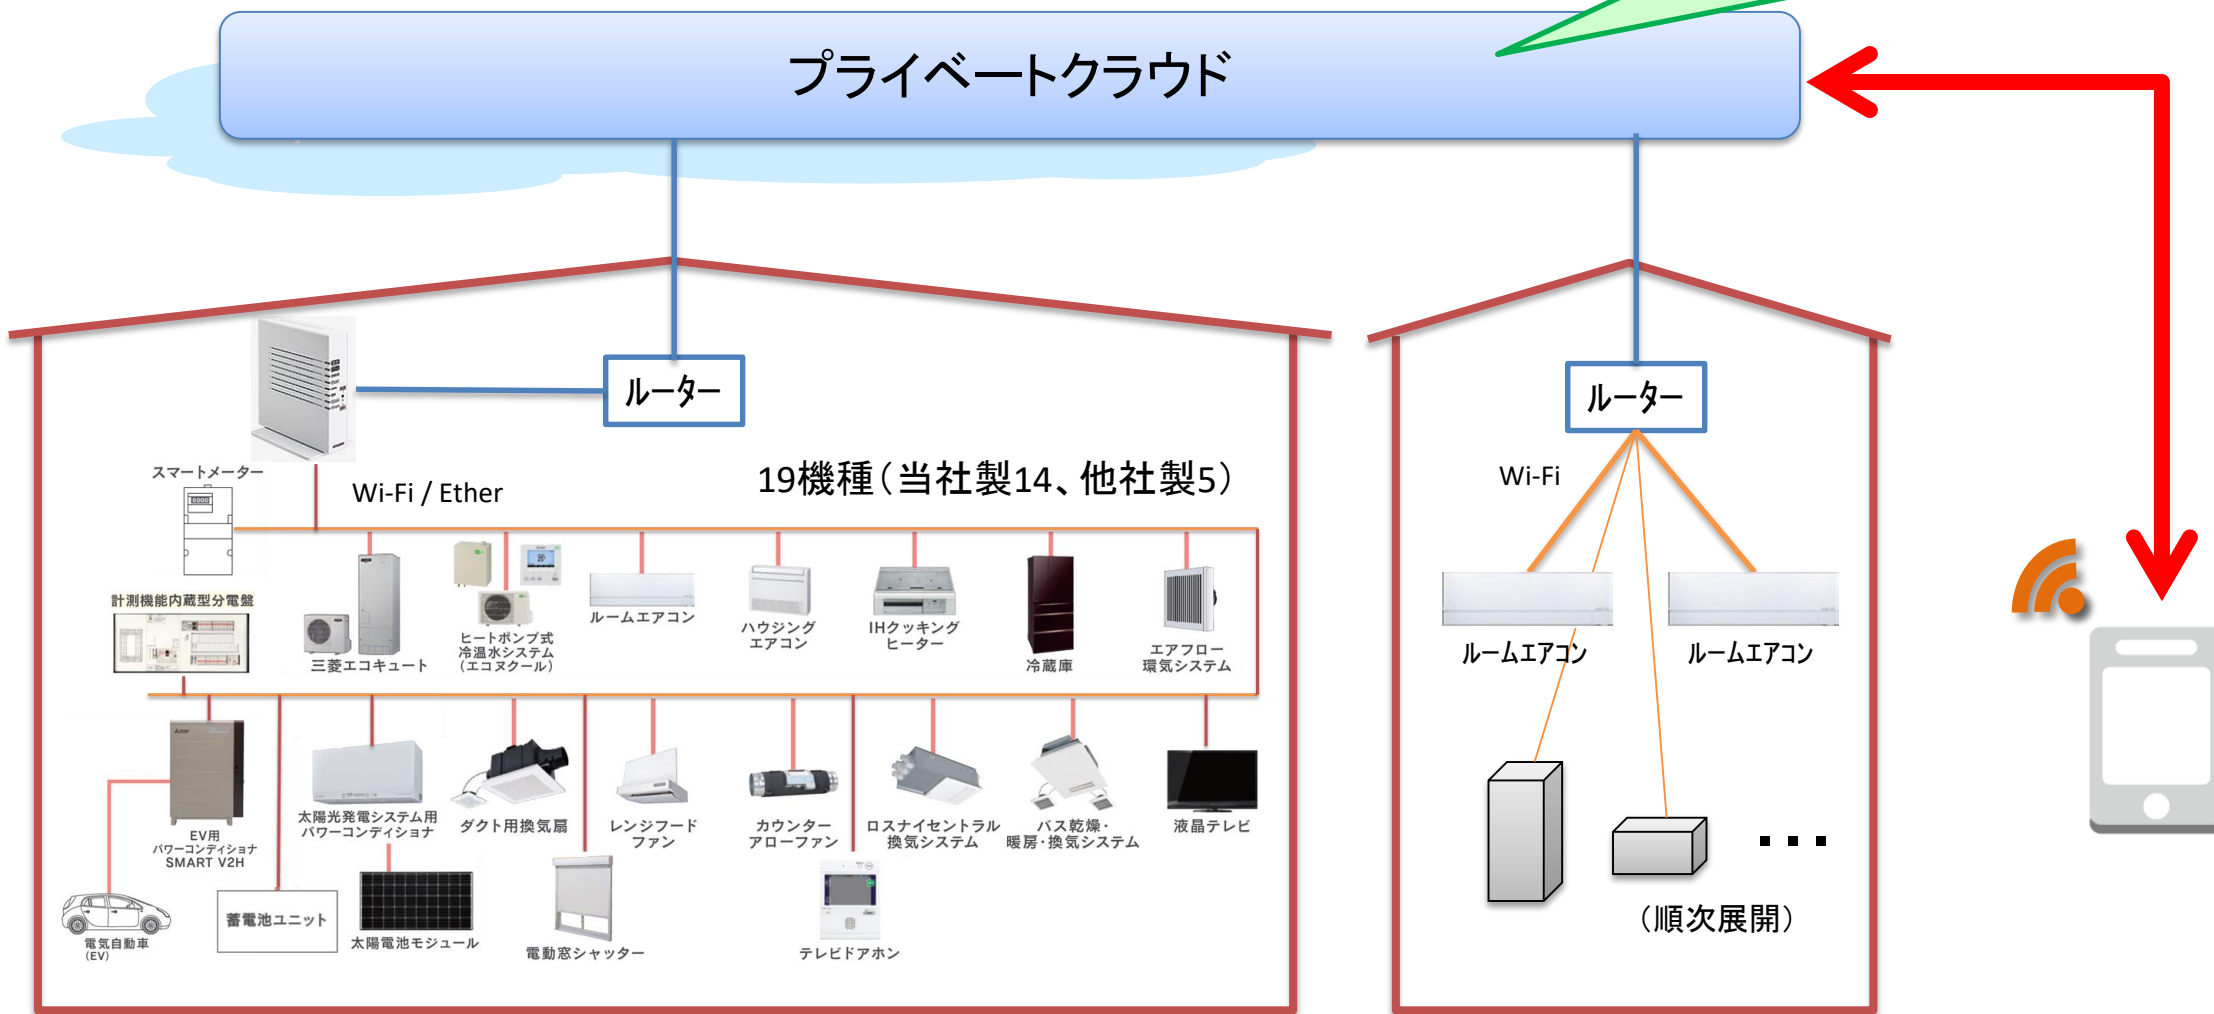 プライベートクラウド
ルーター
ルーター
スマートメーター
Wi-Fi / Ether
19機種（当社製14、他社製5）
Wi-Fi
計測機能内蔵型分電盤
三菱エコキュート
ヒートポンプ式
冷温水システム
（エコヌクール）
ルームエアコン
ハウジング
エアコン
IHクッキング
ヒーター
冷蔵庫
エアフロー
環気システム
ルームエアコン
ルームエアコン
EV用
パワーコンディショナ
SMART V2H
太陽光発電システム用
パワーコンディショナ
ダクト用換気扇
レンジフード
ファン
カウンター
アローファン
ロスナイセントラル
換気システム
バス乾燥・
暖房・換気システム
液晶テレビ
電気自動車
(EV)
蓄電池ユニット
太陽電池モジュール
電動窓シャッター
テレビドアホン
・・・
（順次展開）